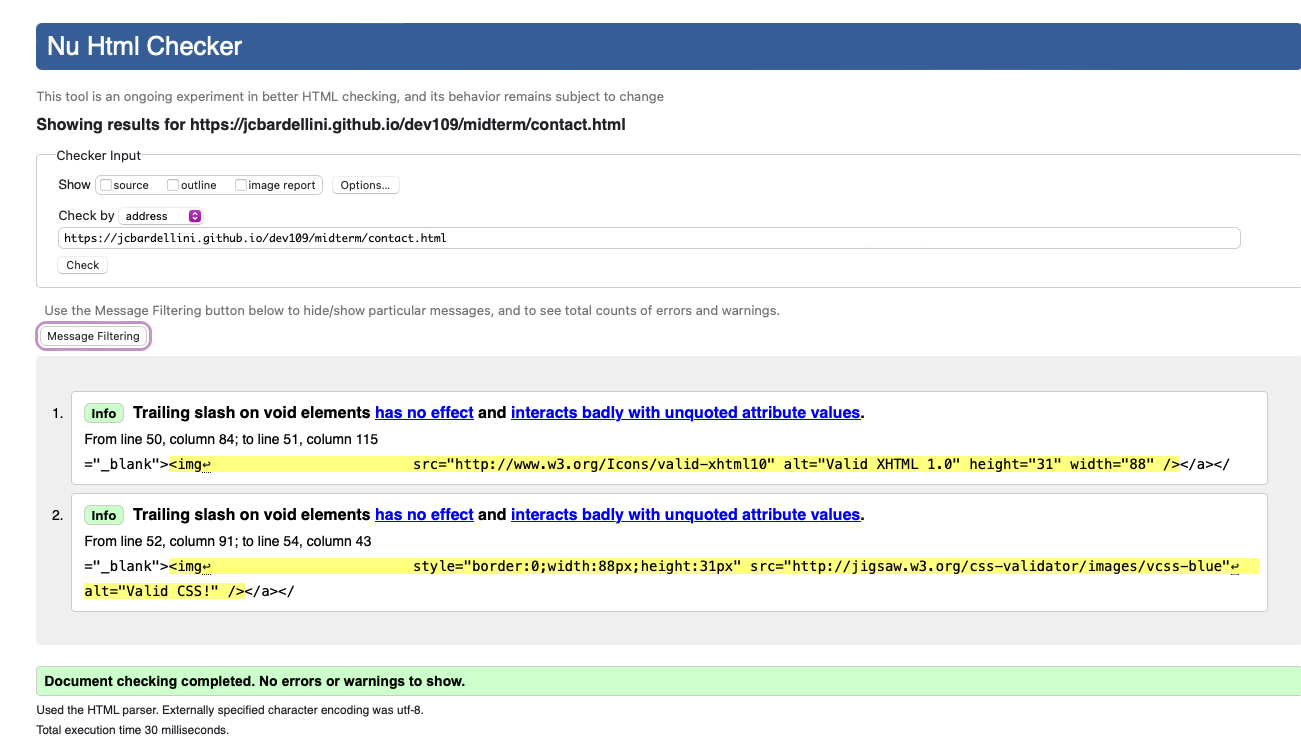 Nu Html Checker
This tool is an ongoing experiment in better HTML checking, and its behavior remains subject to change
Showing results for https://jcbardellini.github.io/dev109/midterm/contact.html
Checker Input
Show source outline image report Options...
Check by address
https://jcbardellini.github.io/dev109/midterm/contact.html
Check
Use the Message Filtering button below to hide/show particular messages, and to see total counts of errors and warnings.
Message Filtering
1. Info Trailing slash on void elements has no effect and interacts badly with unquoted attribute values.
From line 50, column 84; to line 51, column 115
="_blank"><img↩ src="http://www.w3.org/Icons/valid-xhtml10" alt="Valid XHTML 1.0" height="31" width="88" /></a></
2. Info Trailing slash on void elements has no effect and interacts badly with unquoted attribute values.
From line 52, column 91; to line 54, column 43
="_blank"><img↩ style="border:0;width:88px;height:31px" src="http://jigsaw.w3.org/css-validator/images/vcss-blue"↩
alt="Valid CSS!" /></a></
Document checking completed. No errors or warnings to show.
Used the HTML parser. Externally specified character encoding was utf-8.
Total execution time 30 milliseconds.